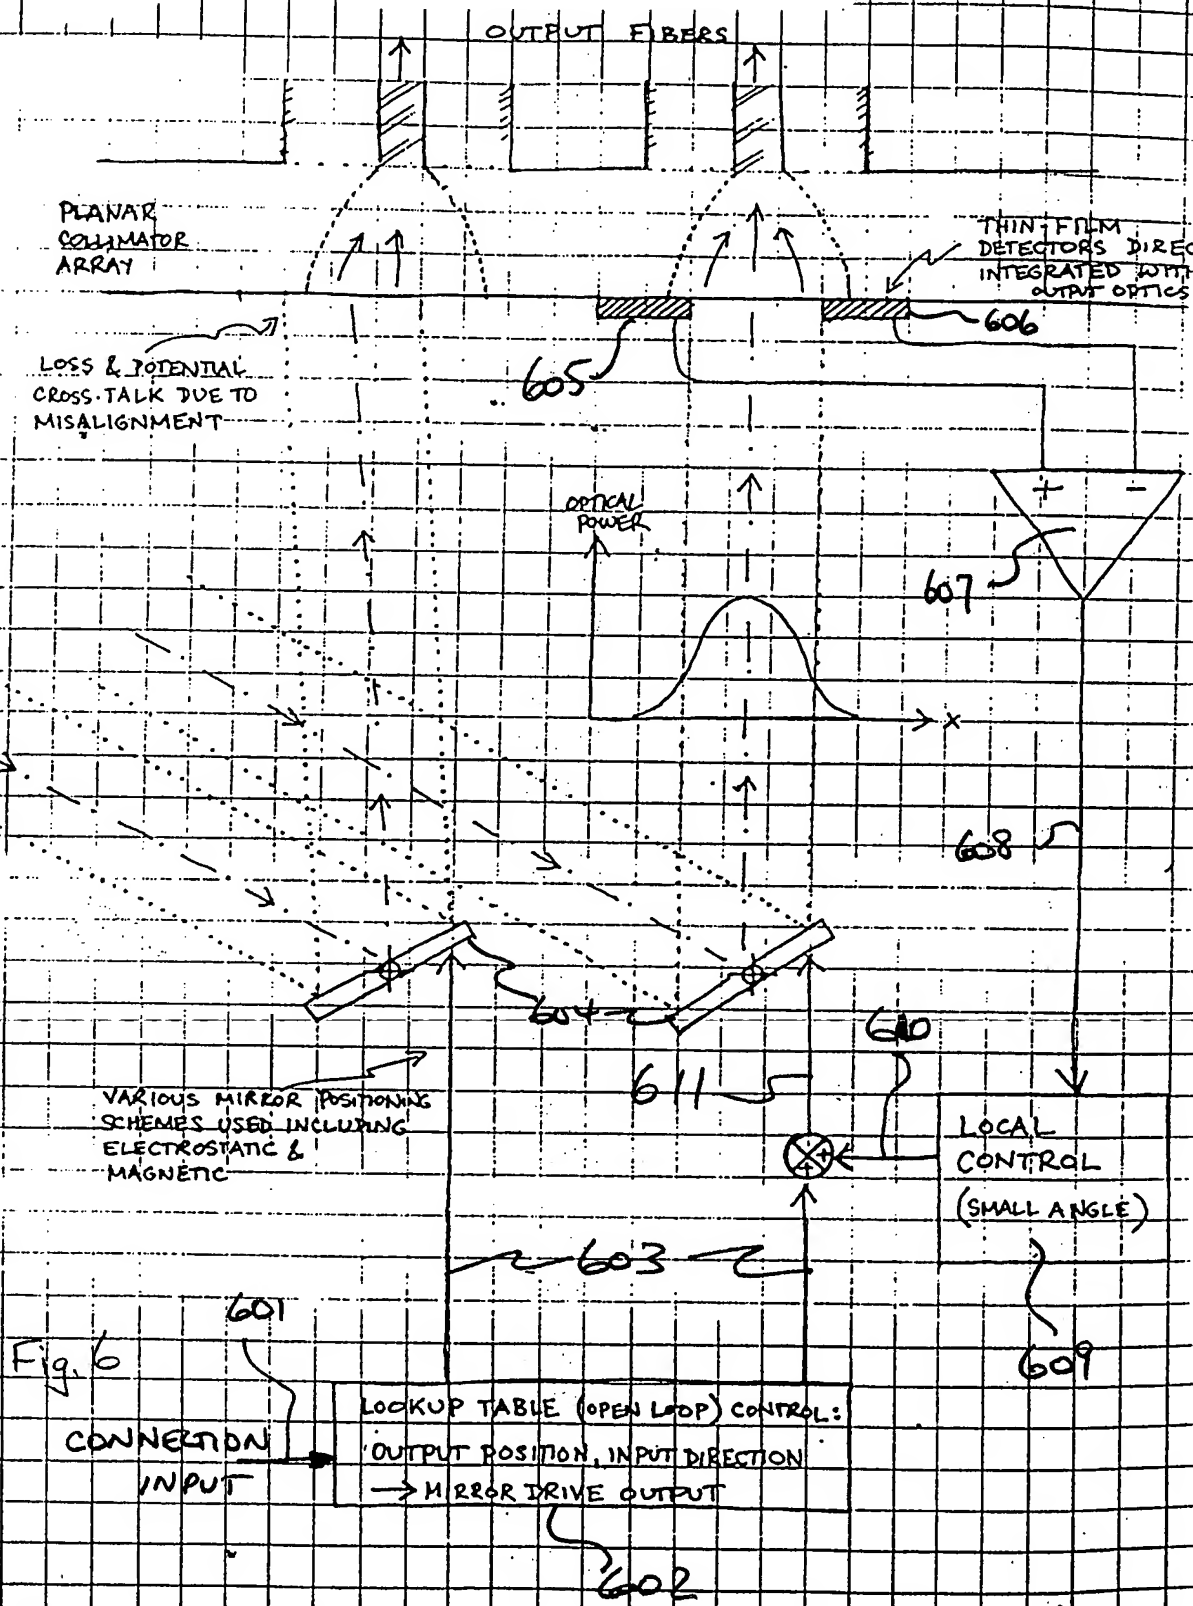 OUTPUT FIBERS
PLANAR
COLLIMATOR
ARRAY
THIN-FILM
DETECTORS DIREC
INTEGRATED WITH
OUTPUT OPTICS
606
605
LOSS & POTENTIAL
CROSS-TALK DUE TO
MISALIGNMENT
+ -
OPTICAL
POWER
607
x
608
604
610
611
VARIOUS MIRROR POSITIONING
SCHEMES USED INCLUDING
ELECTROSTATIC &
MAGNETIC
+
+
LOCAL
CONTROL
(SMALL ANGLE)
603
601
609
Fig. 6
LOOKUP TABLE (OPEN LOOP) CONTROL:
OUTPUT POSITION, INPUT DIRECTION
→ MIRROR DRIVE OUTPUT
CONNECTION
INPUT
602